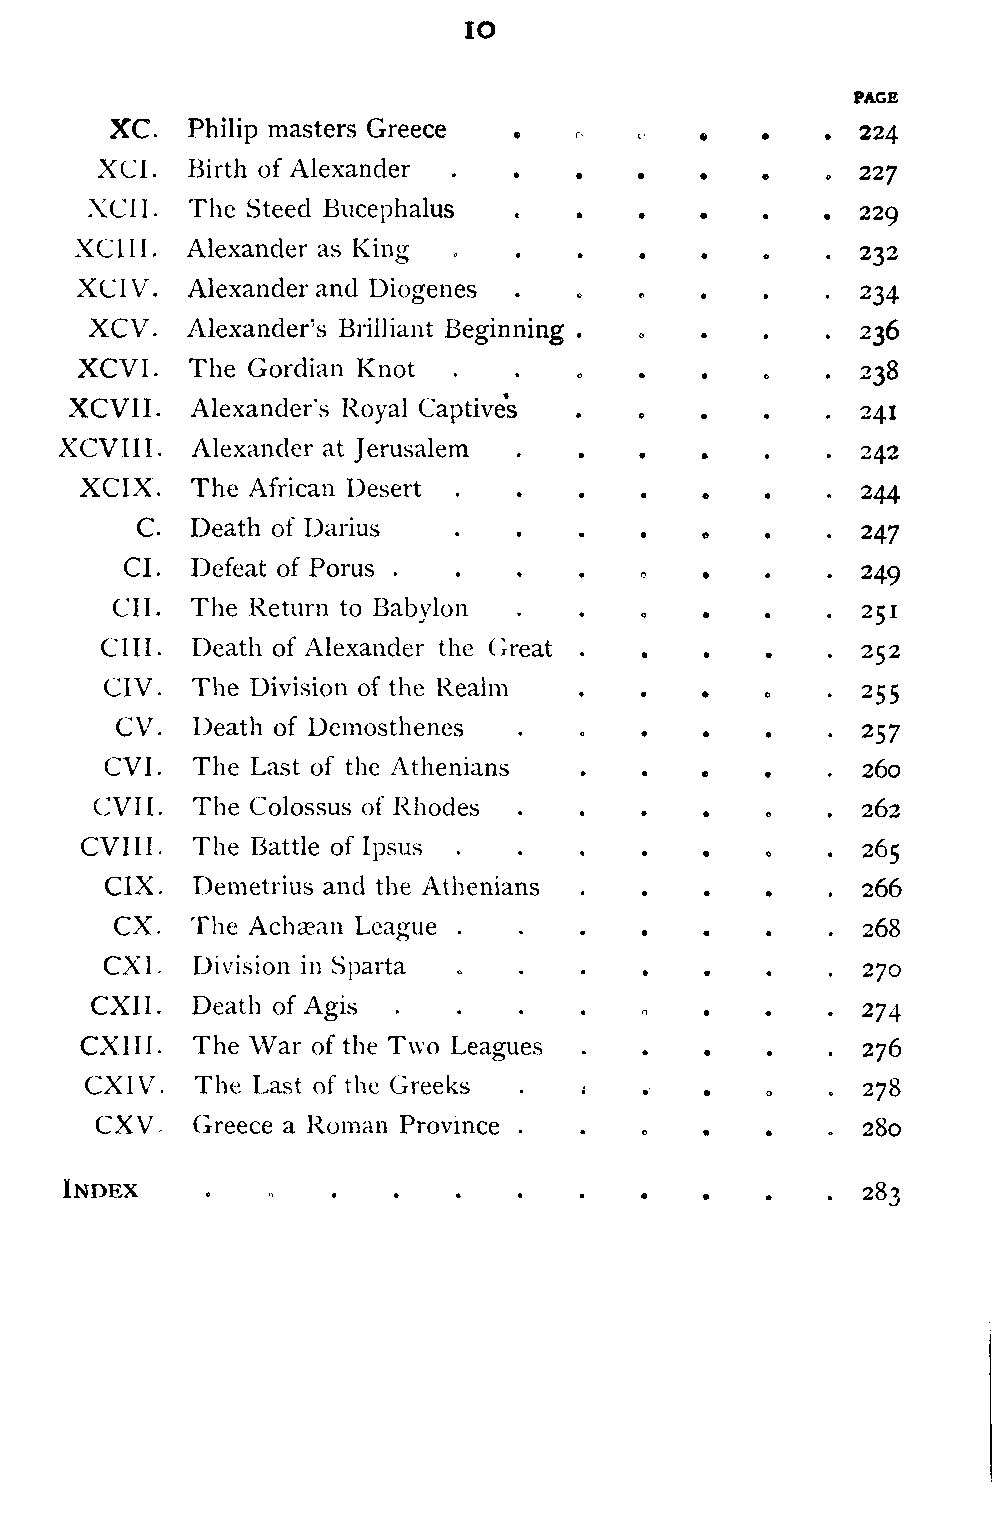 10
PAGE
XC. Philip masters Greece . . . . . . 224
XCI. Birth of Alexander . . . . . . . 227
XCII. The Steed Bucephalus . . . . . . 229
XCIII. Alexander as King . . . . . . . 232
XCIV. Alexander and Diogenes . . . . . . 234
XCV. Alexander's Brilliant Beginning . . . . . 236
XCVI. The Gordian Knot . . . . . . . 238
XCVII. Alexander's Royal Captives . . . . . 241
XCVIII. Alexander at Jerusalem . . . . . . 242
XCIX. The African Desert . . . . . . . 244
C. Death of Darius . . . . . . . 247
CI. Defeat of Porus . . . . . . . . 249
CII. The Return to Babylon . . . . . . 251
CIII. Death of Alexander the Great . . . . . 252
CIV. The Division of the Realm . . . . . 255
CV. Death of Demosthenes . . . . . . 257
CVI. The Last of the Athenians . . . . . 260
CVII. The Colossus of Rhodes . . . . . . 262
CVIII. The Battle of Ipsus . . . . . . . 265
CIX. Demetrius and the Athenians . . . . . 266
CX. The Achæan League . . . . . . . 268
CXI. Division in Sparta . . . . . . . 270
CXII. Death of Agis . . . . . . . . 274
CXIII. The War of the Two Leagues . . . . . 276
CXIV. The Last of the Greeks . . . . . . 278
CXV. Greece a Roman Province . . . . . . 280
INDEX . . . . . . . . . . . 283